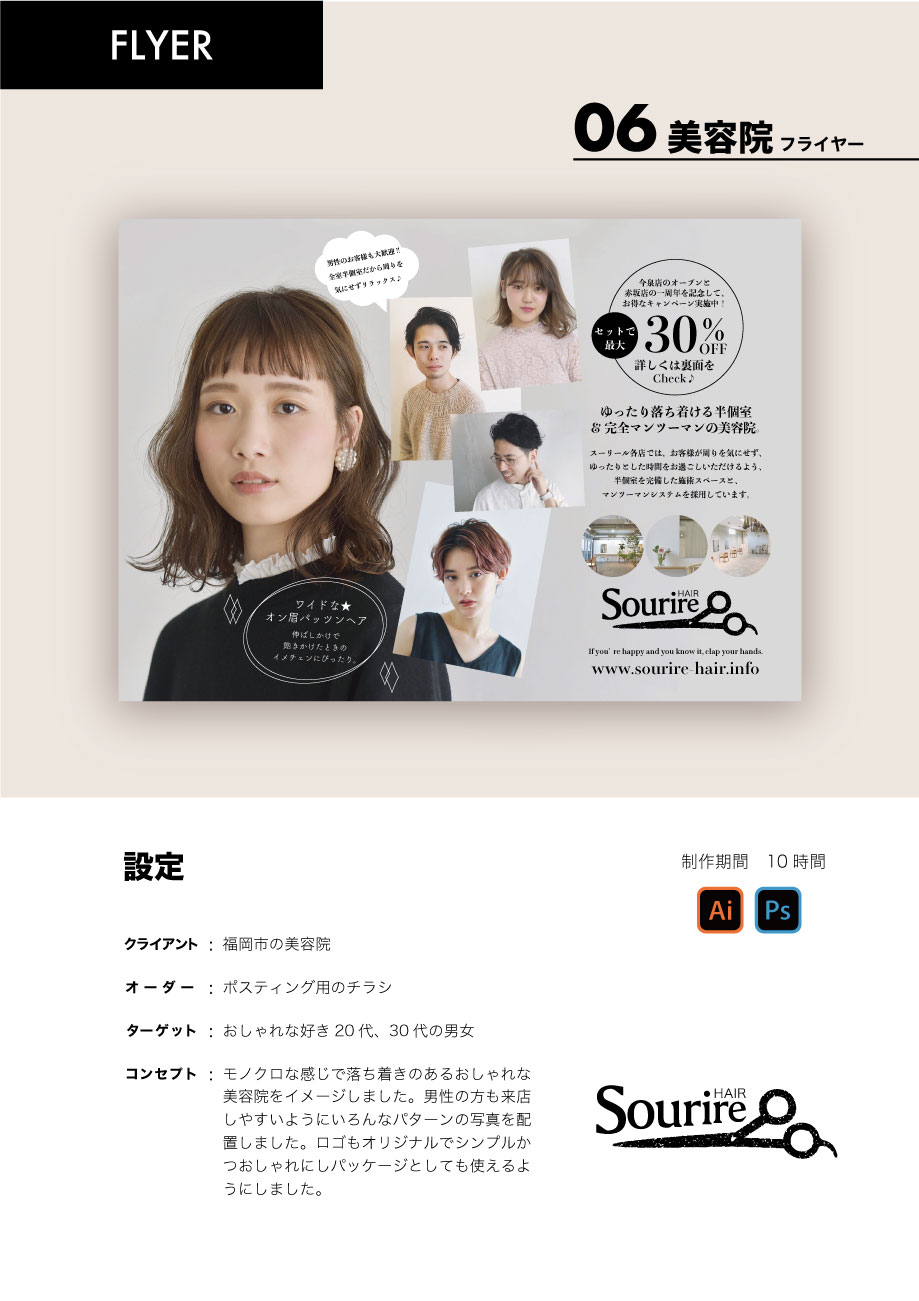 FLYER
06 美容院 フライヤー
男性のお客様も大歓迎!!
全室半個室だから周りを
気にせずリラックス♪
今泉店のオープンと
赤坂店の一周年を記念して、
お得なキャンペーン実施中!
セットで
最大
30%
OFF
詳しくは裏面を
Check♪
ゆったり落ち着ける半個室
& 完全マンツーマンの美容院。
スーリール各店では、お客様が周りを気にせず、
ゆったりとした時間をお過ごしいただけるよう、
半個室を完備した施術スペースと、
マンツーマンシステムを採用しています。
ワイドな★
オン眉パッツンヘア
伸ばしかけで
飽きかけたときの
イメチェンにぴったり。
Sourire HAIR
If you' re happy and you know it, clap your hands.
www.sourire-hair.info
設定
制作期間 10 時間
Ai Ps
クライアント : 福岡市の美容院
オーダー : ポスティング用のチラシ
ターゲット : おしゃれな好き 20 代、30 代の男女
コンセプト : モノクロな感じで落ち着きのあるおしゃれな
美容院をイメージしました。男性の方も来店
しやすいようにいろんなパターンの写真を配
置しました。ロゴもオリジナルでシンプルか
つおしゃれにしパッケージとしても使えるよ
うにしました。
Sourire HAIR